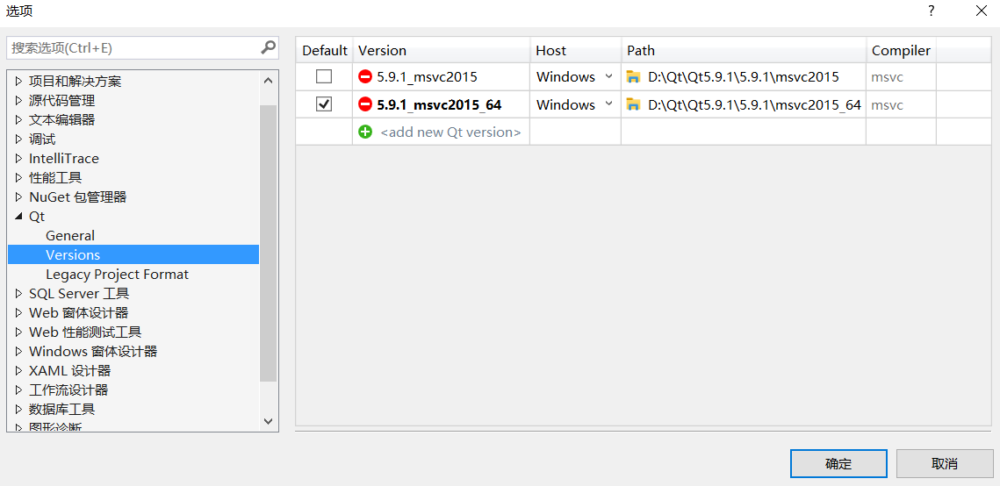 选项
?
搜索选项(Ctrl+E)
项目和解决方案
源代码管理
文本编辑器
调试
IntelliTrace
性能工具
NuGet 包管理器
Qt
General
Versions
Legacy Project Format
SQL Server 工具
Web 窗体设计器
Web 性能测试工具
Windows 窗体设计器
XAML 设计器
工作流设计器
数据库工具
图形诊断
Default Version Host Path Compiler
5.9.1_msvc2015 Windows D:\Qt\Qt5.9.1\5.9.1\msvc2015 msvc
5.9.1_msvc2015_64 Windows D:\Qt\Qt5.9.1\5.9.1\msvc2015_64 msvc
<add new Qt version>
确定 取消